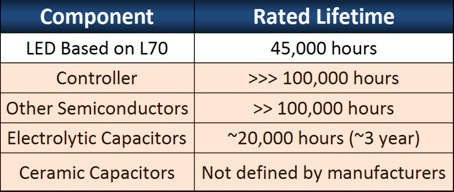 Component Rated Lifetime
LED Based on L70 45,000 hours
Controller >>> 100,000 hours
Other Semiconductors >> 100,000 hours
Electrolytic Capacitors ~20,000 hours (~3 year)
Ceramic Capacitors Not defined by manufacturers